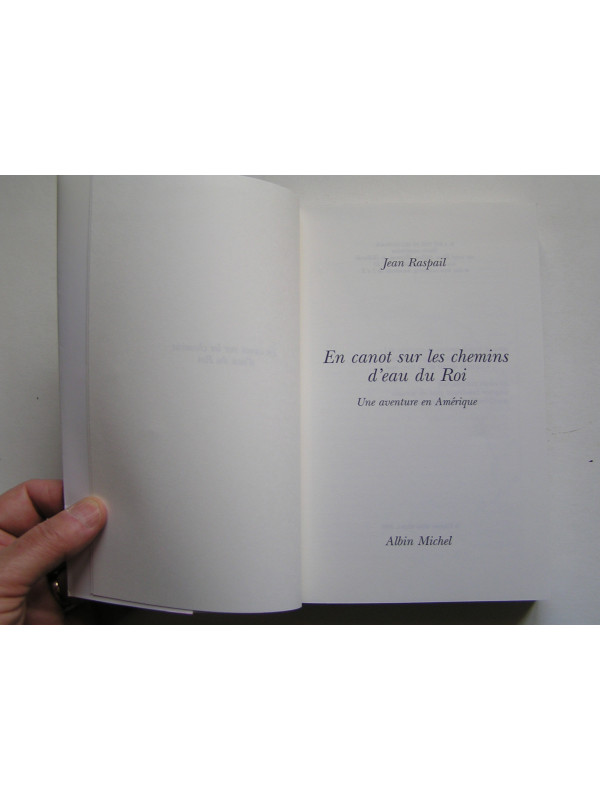 Jean Raspail
En canot sur les chemins
d'eau du Roi
Une aventure en Amérique
Albin Michel